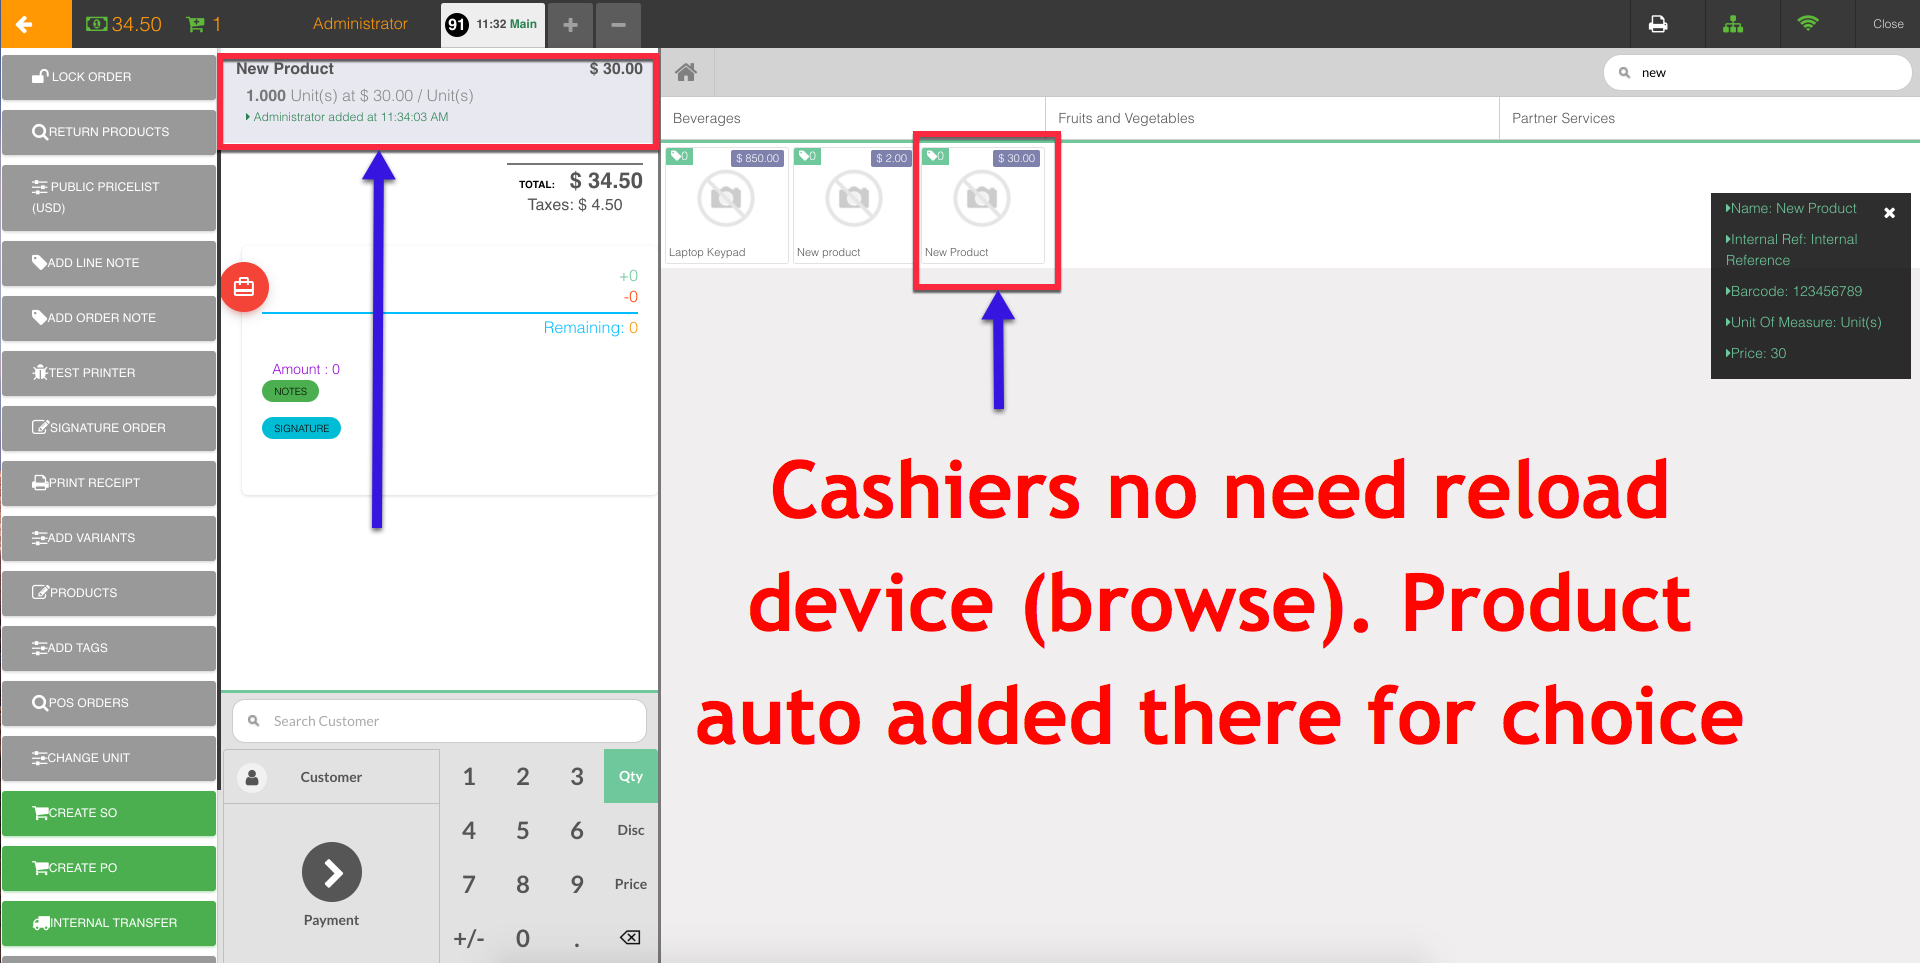 34.50
1
Administrator
91 11:32 Main
Close
LOCK ORDER
RETURN PRODUCTS
PUBLIC PRICELIST
(USD)
ADD LINE NOTE
ADD ORDER NOTE
TEST PRINTER
SIGNATURE ORDER
PRINT RECEIPT
ADD VARIANTS
PRODUCTS
ADD TAGS
POS ORDERS
CHANGE UNIT
CREATE SO
CREATE PO
INTERNAL TRANSFER
New Product $ 30.00
1.000 Unit(s) at $ 30.00 / Unit(s)
Administrator added at 11:34:03 AM
TOTAL: $ 34.50
Taxes: $ 4.50
+0
-0
Remaining: 0
Amount : 0
NOTES
SIGNATURE
Search Customer
Customer
Payment
1 2 3 Qty
4 5 6 Disc
7 8 9 Price
+/- 0 .
new
Beverages
Fruits and Vegetables
Partner Services
0 $ 850.00
Laptop Keypad
0 $ 2.00
New product
0 $ 30.00
New Product
Name: New Product
Internal Ref: Internal
Reference
Barcode: 123456789
Unit Of Measure: Unit(s)
Price: 30
Cashiers no need reload
device (browse). Product
auto added there for choice